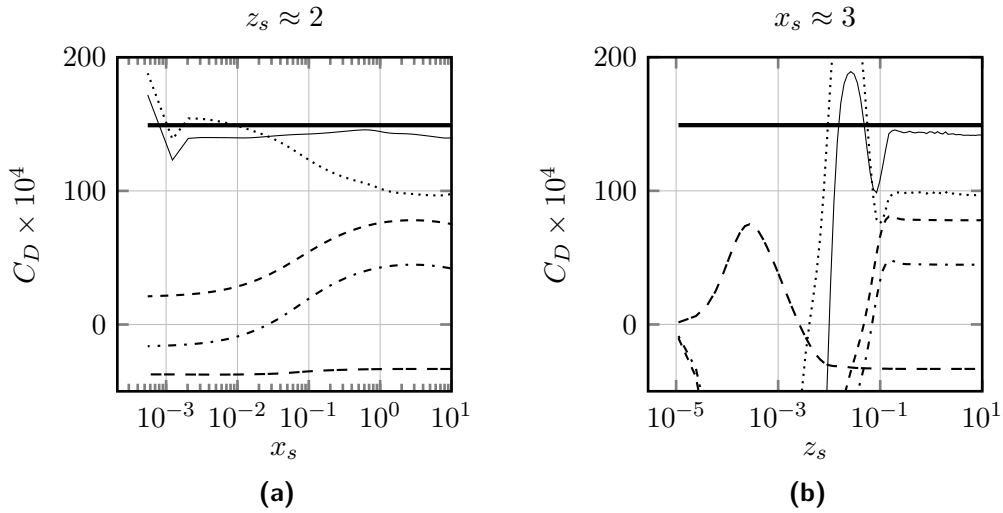 z_s ≈ 2
200
100
0
C_D × 10^4
10^{-3} 10^{-2} 10^{-1} 10^0 10^1
x_s
(a)
x_s ≈ 3
200
100
0
C_D × 10^4
10^{-5} 10^{-3} 10^{-1} 10^1
z_s
(b)